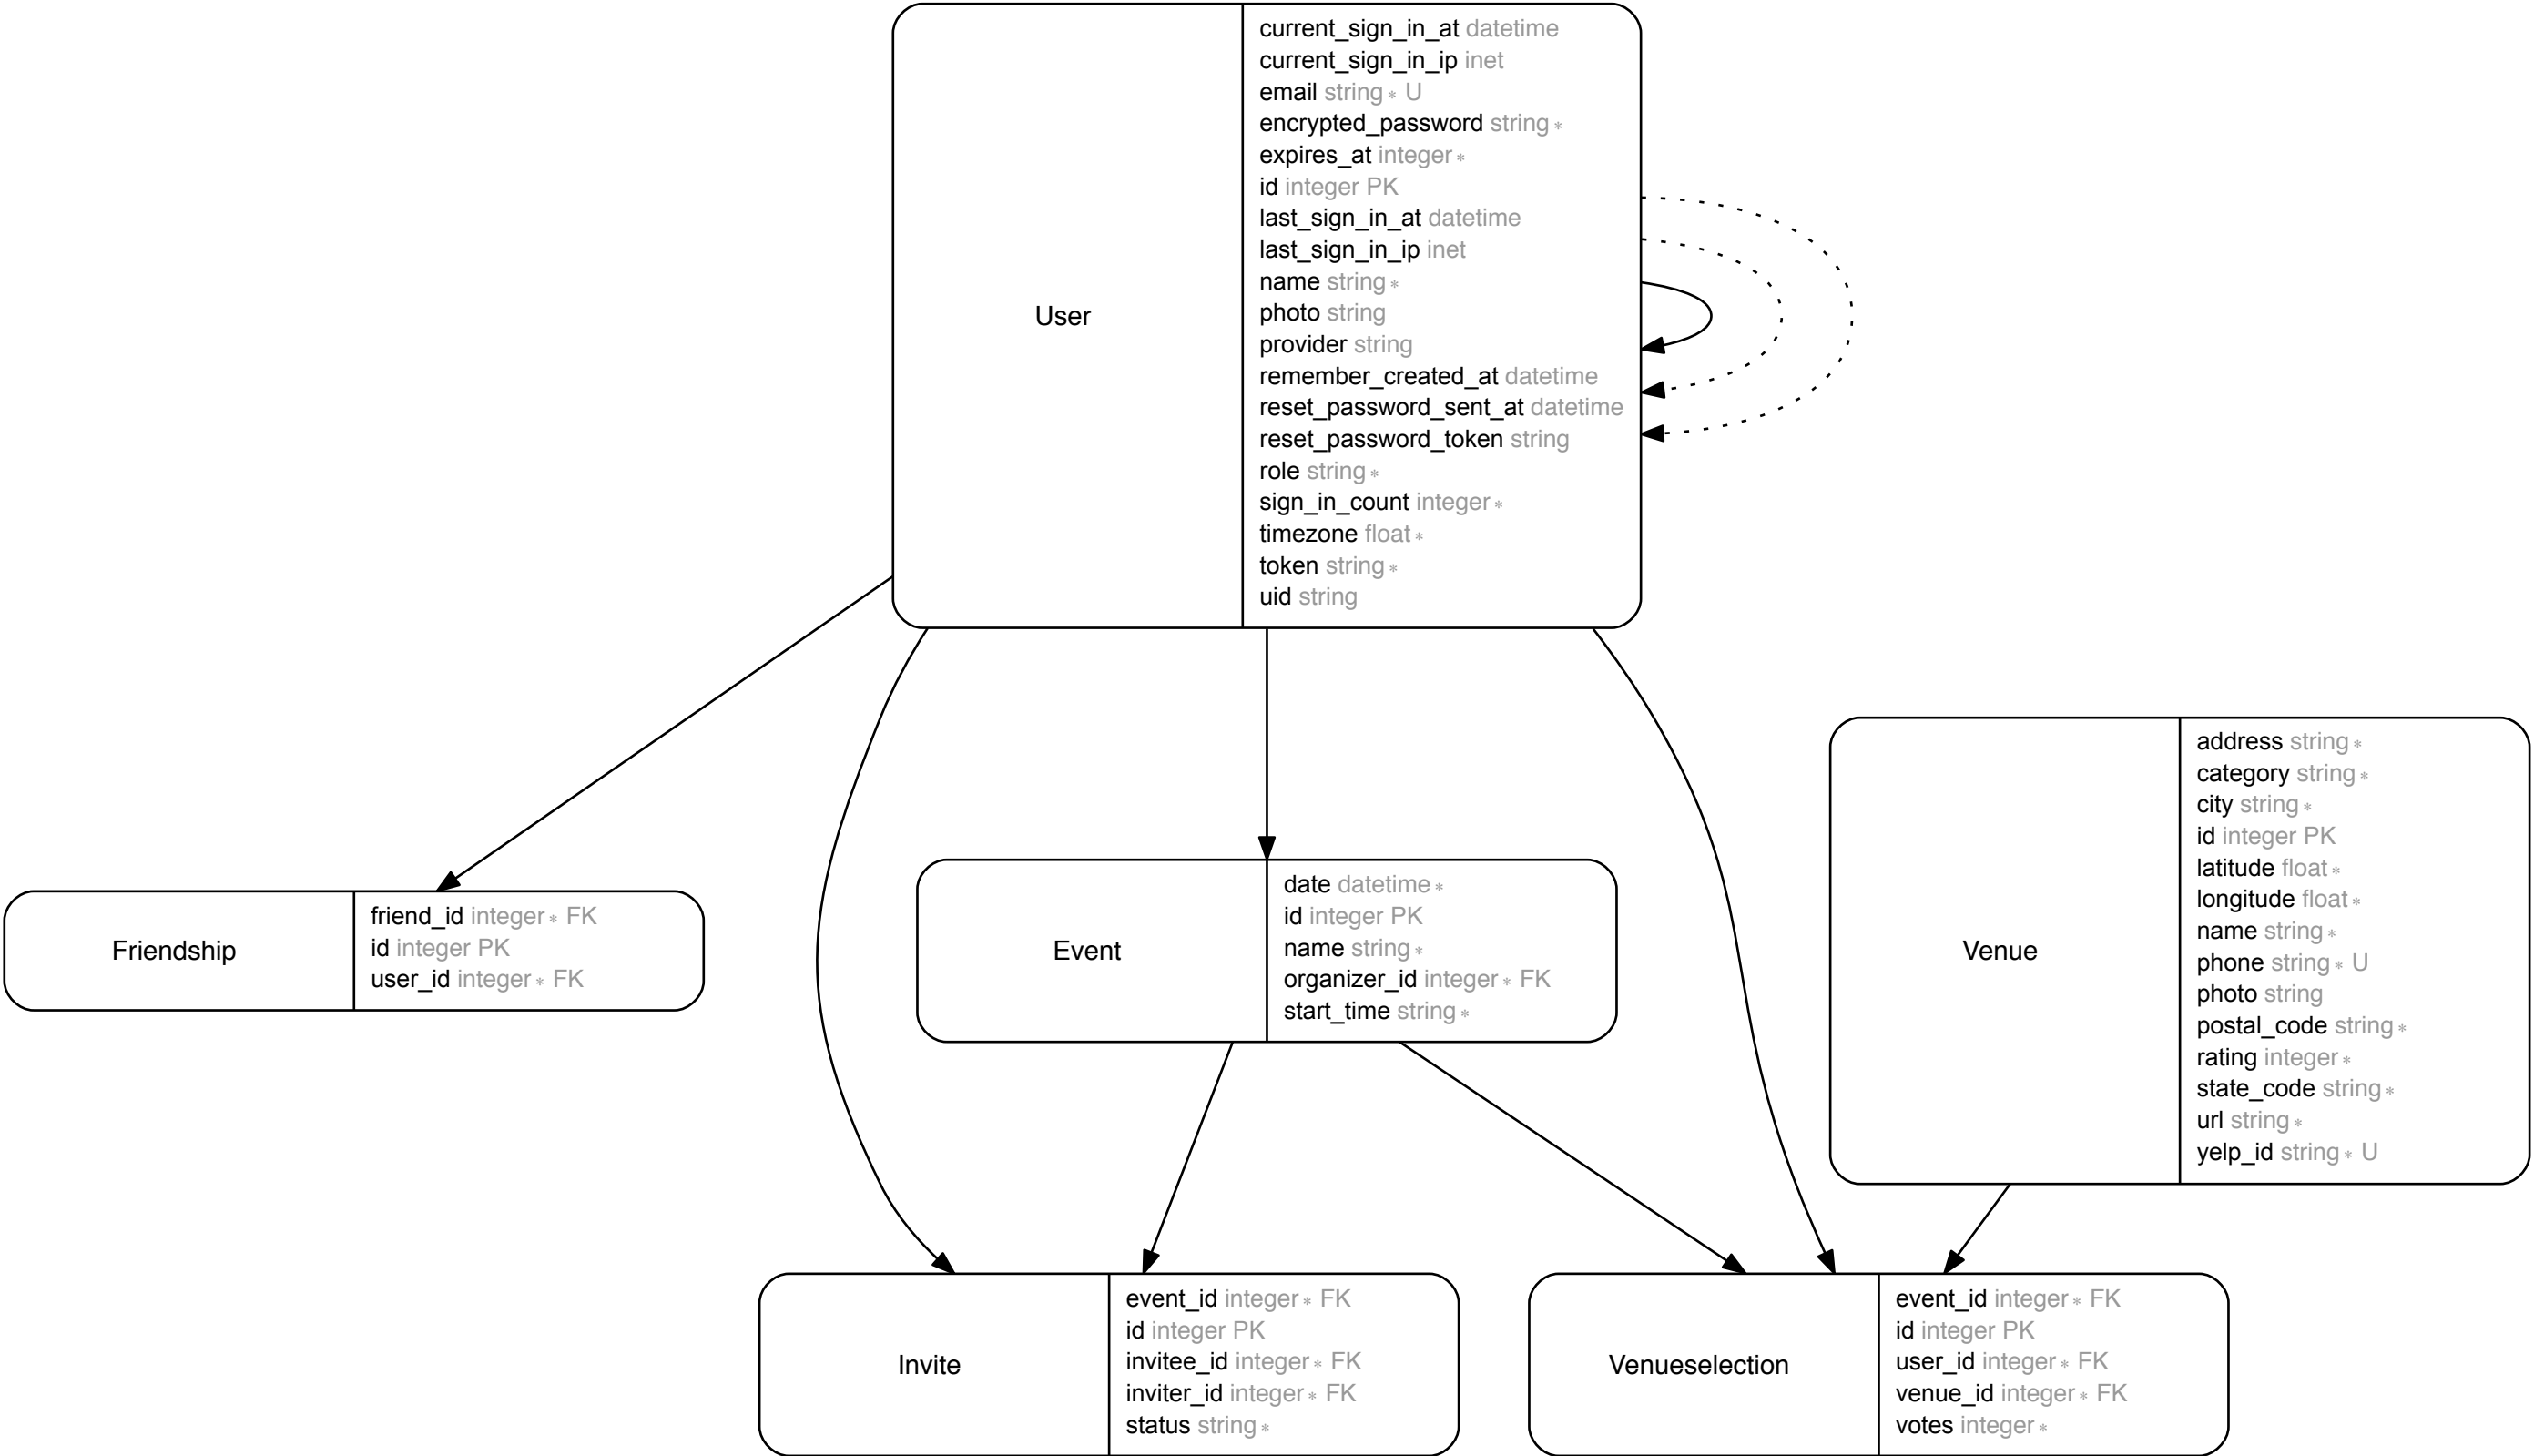 User
current_sign_in_at datetime
current_sign_in_ip inet
email string * U
encrypted_password string *
expires_at integer *
id integer PK
last_sign_in_at datetime
last_sign_in_ip inet
name string *
photo string
provider string
remember_created_at datetime
reset_password_sent_at datetime
reset_password_token string
role string *
sign_in_count integer *
timezone float *
token string *
uid string
Friendship
friend_id integer * FK
id integer PK
user_id integer * FK
Event
date datetime *
id integer PK
name string *
organizer_id integer * FK
start_time string *
Venue
address string *
category string *
city string *
id integer PK
latitude float *
longitude float *
name string *
phone string * U
photo string
postal_code string *
rating integer *
state_code string *
url string *
yelp_id string * U
Invite
event_id integer * FK
id integer PK
invitee_id integer * FK
inviter_id integer * FK
status string *
Venueselection
event_id integer * FK
id integer PK
user_id integer * FK
venue_id integer * FK
votes integer *